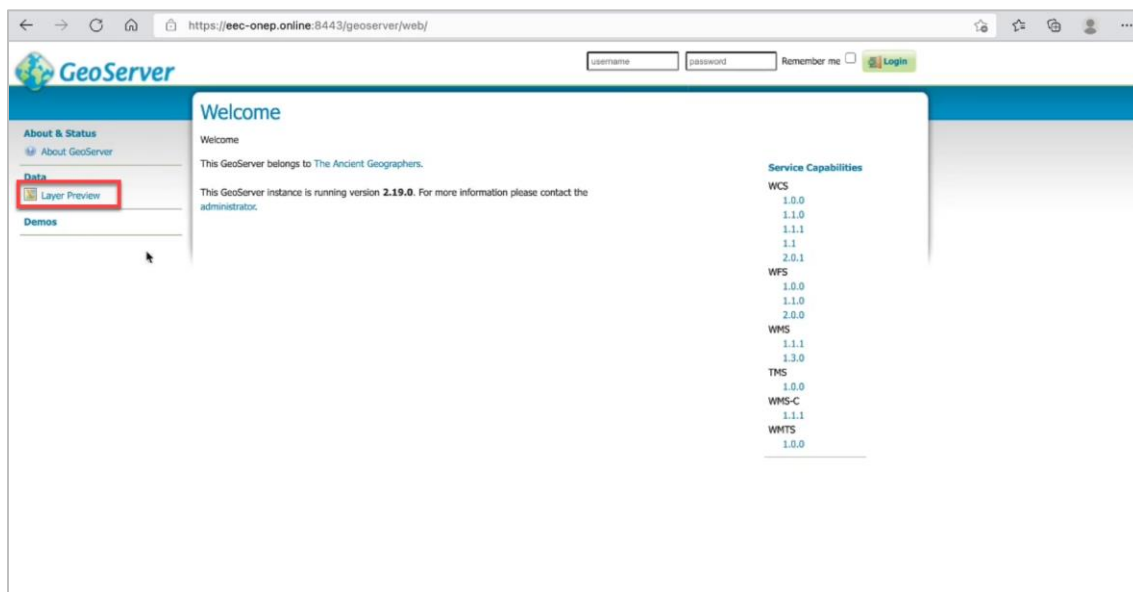 https://eec-onep.online:8443/geoserver/web/
GeoServer
username
password
Remember me
Login
About & Status
About GeoServer
Data
Layer Preview
Demos
Welcome
Welcome
This GeoServer belongs to The Ancient Geographers.
This GeoServer instance is running version 2.19.0. For more information please contact the
administrator.
Service Capabilities
WCS
1.0.0
1.1.0
1.1.1
1.1
2.0.1
WFS
1.0.0
1.1.0
2.0.0
WMS
1.1.1
1.3.0
TMS
1.0.0
WMS-C
1.1.1
WMTS
1.0.0